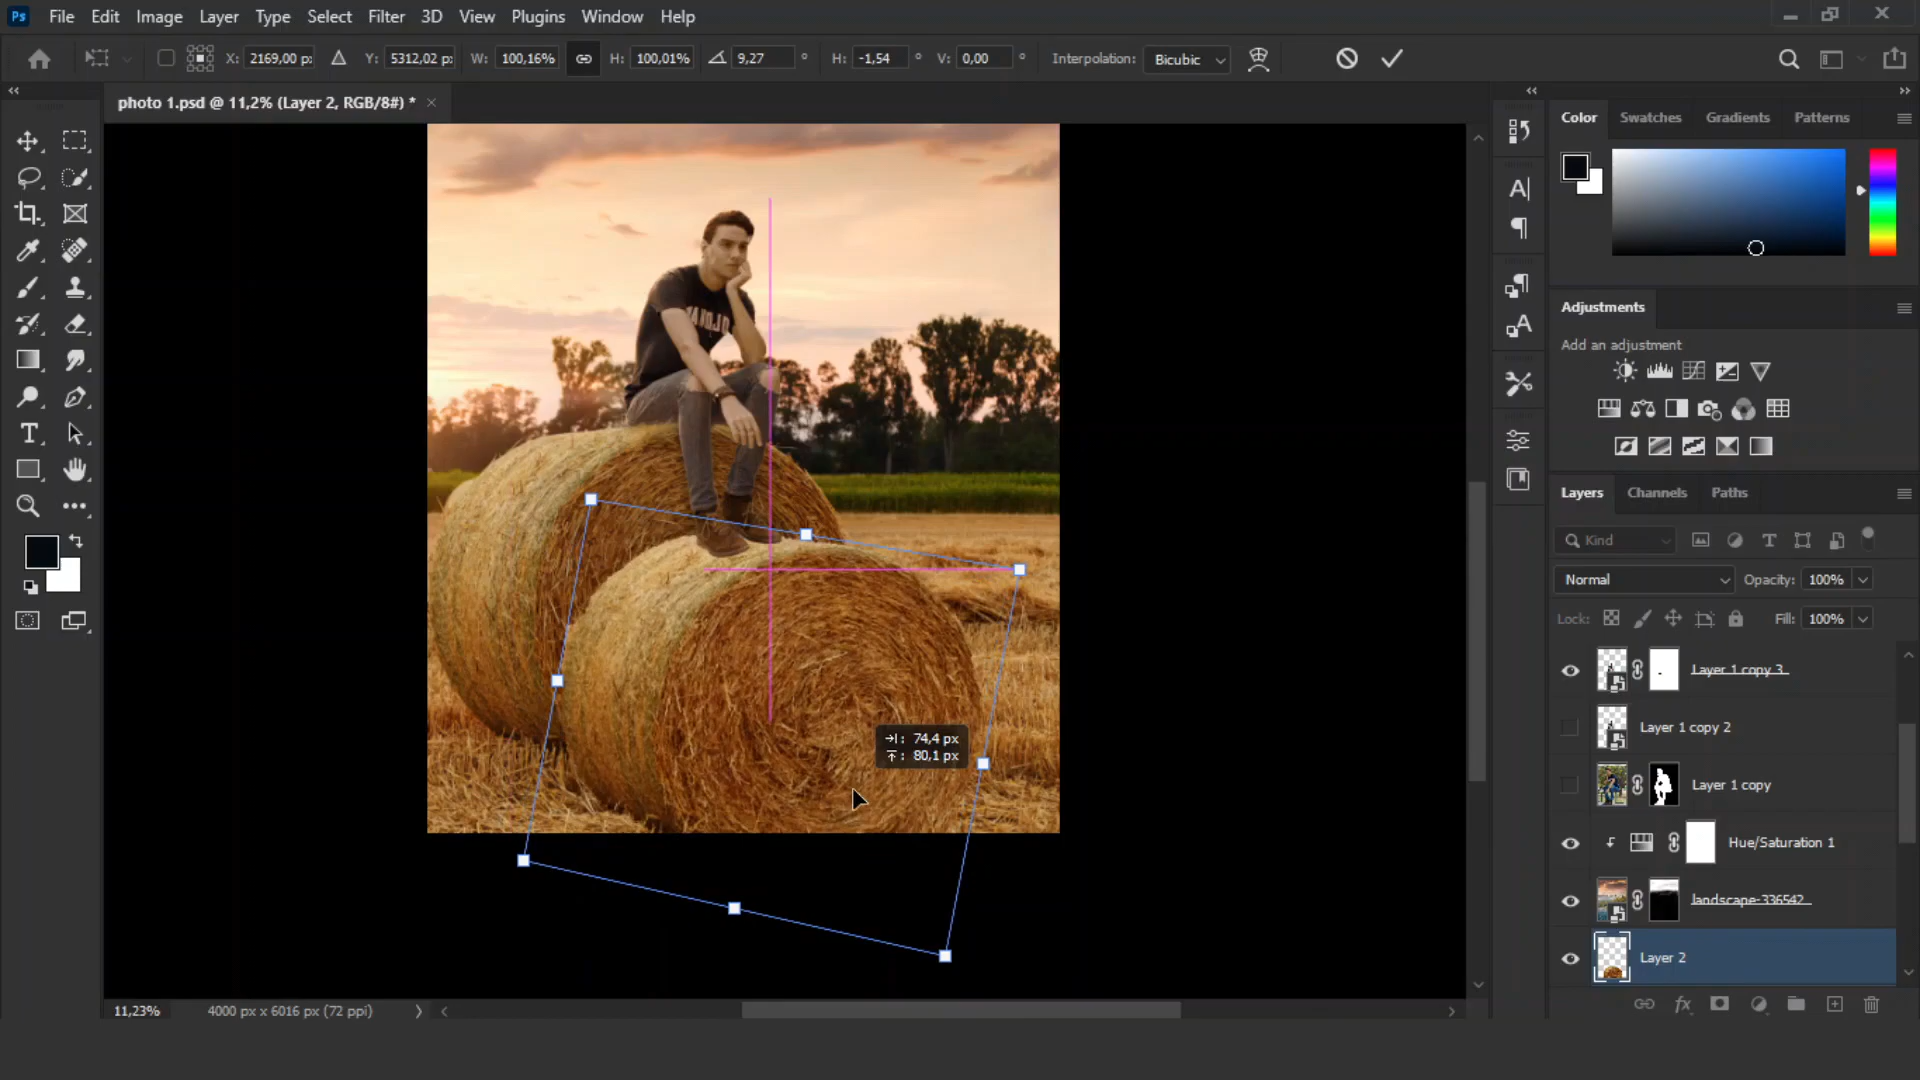 Ps File Edit Image Layer Type Select Filter 3D View Plugins Window Help
X: 2169,00 px Y: 5312,02 px W: 100,16% H: 100,01% 9,27 ° H: -1,54 ° V: 0,00 ° Interpolation: Bicubic
photo 1.psd @ 11,2% (Layer 2, RGB/8#) * ×
Color Swatches Gradients Patterns
Adjustments
Add an adjustment
Layers Channels Paths
Kind
Normal Opacity: 100%
Lock: Fill: 100%
Layer 1 copy 3
Layer 1 copy 2
Layer 1 copy
Hue/Saturation 1
landscape-336542
Layer 2
: 74,4 px
: 80,1 px
11,23% 4000 px x 6016 px (72 ppi)